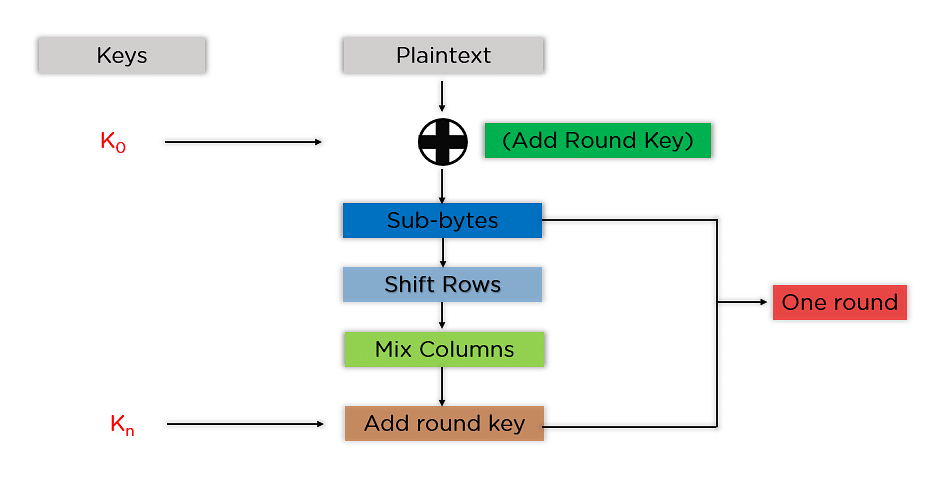 Keys
Plaintext
K₀
(Add Round Key)
Sub-bytes
Shift Rows
One round
Mix Columns
Kₙ
Add round key